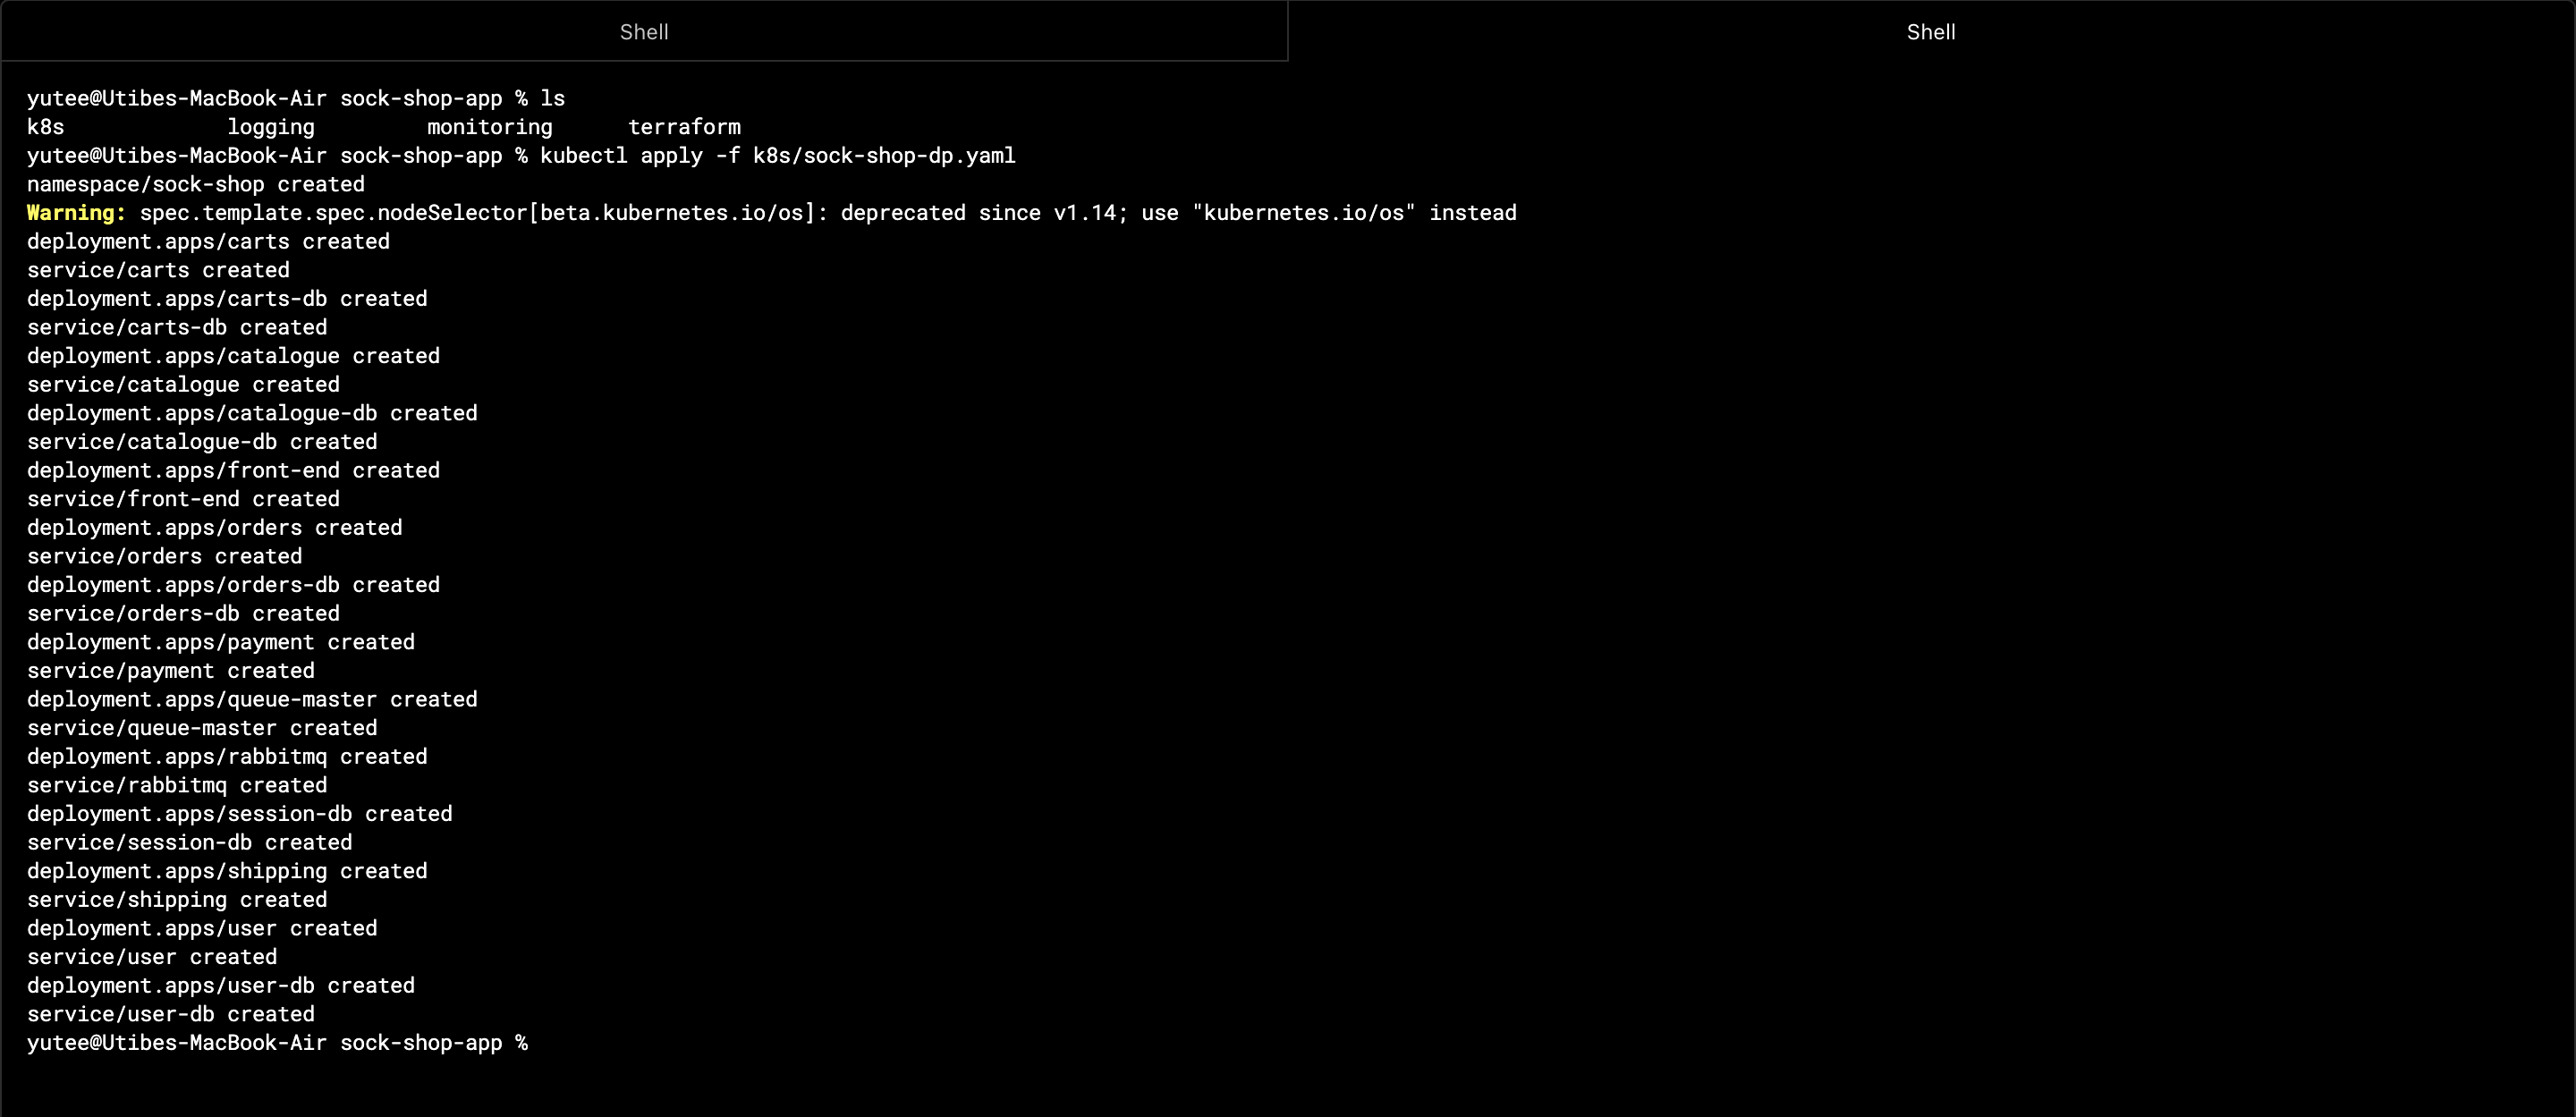 Shell
Shell
yutee@Utibes-MacBook-Air sock-shop-app % ls
k8s logging monitoring terraform
yutee@Utibes-MacBook-Air sock-shop-app % kubectl apply -f k8s/sock-shop-dp.yaml
namespace/sock-shop created
Warning: spec.template.spec.nodeSelector[beta.kubernetes.io/os]: deprecated since v1.14; use "kubernetes.io/os" instead
deployment.apps/carts created
service/carts created
deployment.apps/carts-db created
service/carts-db created
deployment.apps/catalogue created
service/catalogue created
deployment.apps/catalogue-db created
service/catalogue-db created
deployment.apps/front-end created
service/front-end created
deployment.apps/orders created
service/orders created
deployment.apps/orders-db created
service/orders-db created
deployment.apps/payment created
service/payment created
deployment.apps/queue-master created
service/queue-master created
deployment.apps/rabbitmq created
service/rabbitmq created
deployment.apps/session-db created
service/session-db created
deployment.apps/shipping created
service/shipping created
deployment.apps/user created
service/user created
deployment.apps/user-db created
service/user-db created
yutee@Utibes-MacBook-Air sock-shop-app %